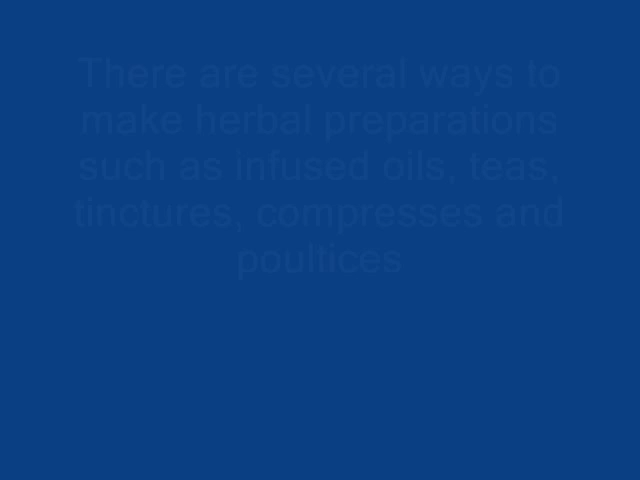 There are several ways to
make herbal preparations
such as infused oils, teas,
tinctures, compresses and
poultices